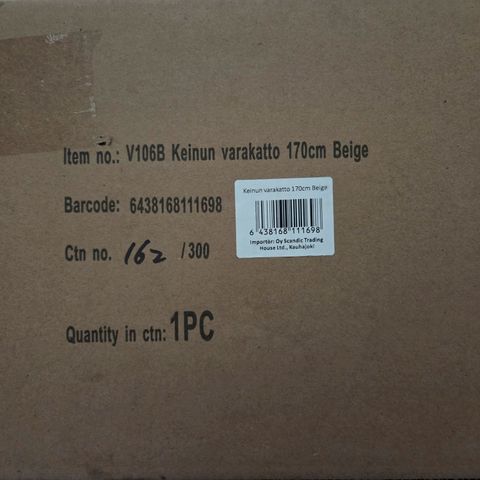 Item no.: V106B Keinun varakatto 170cm Beige
Barcode: 6438168111698
Ctn no. 162 /300
Quantity in ctn: 1PC
Keinun varakatto 170cm Beige
6 438168 111698
Importör: Oy Scandic Trading
House Ltd., Kauhajoki